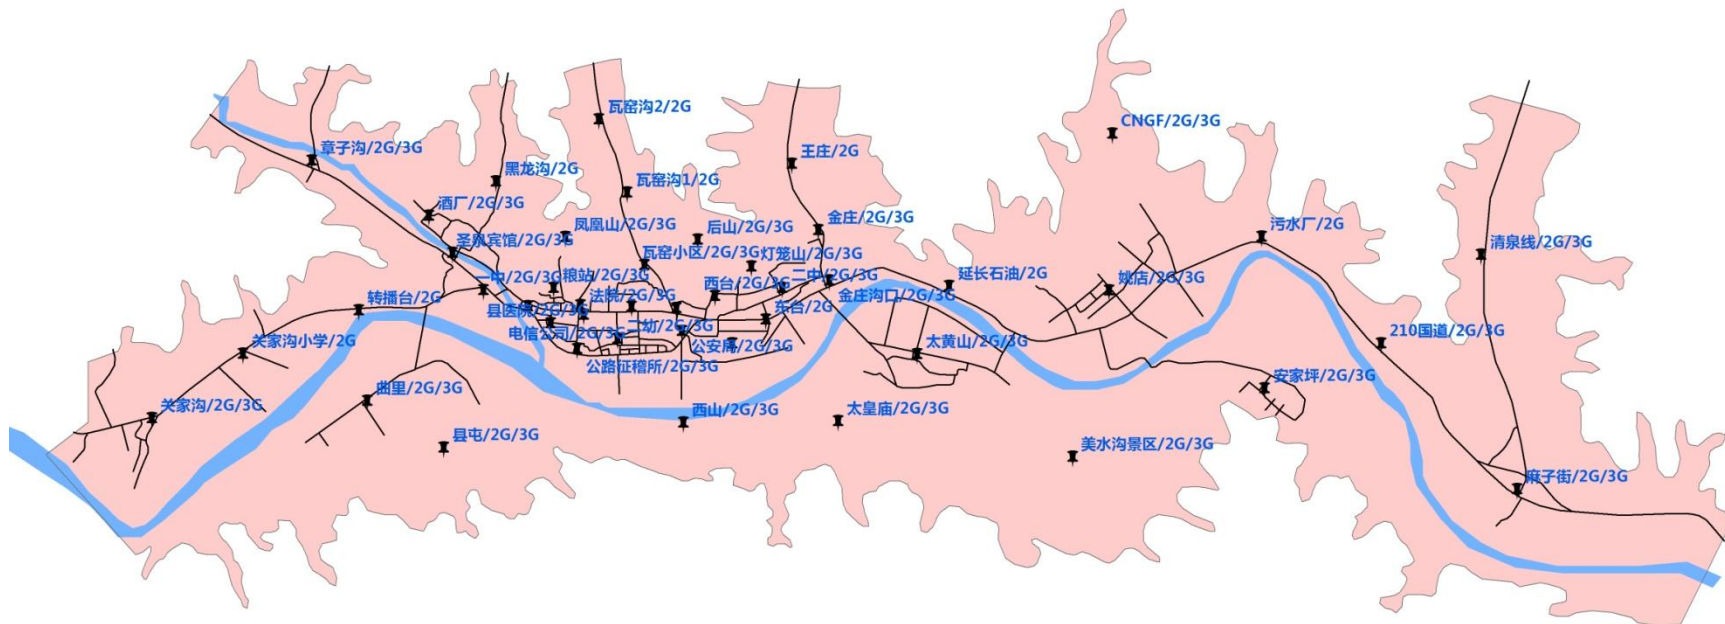 瓦窑沟2/2G
CNGF/2G/3G
章子沟/2G/3G
王庄/2G
黑龙沟/2G
瓦窑沟1/2G
酒厂/2G/3G
凤凰山/2G/3G
后山/2G/3G
金庄/2G/3G
污水厂/2G
圣泉宾馆/2G/3G
瓦窑小区/2G/3G
灯笼山/2G/3G
清泉线/2G/3G
一中/2G/3G
粮站/2G/3G
西台/2G/3G
二中/2G/3G
延长石油/2G
姚店/2G/3G
转播台/2G
县医院/2G/3G
法院/2G/3G
东台/2G
金庄沟口/2G/3G
关家沟小学/2G
电信公司/2G/3G
二幼/2G/3G
公安局/2G/3G
太黄山/2G/3G
210国道/2G/3G
公路征稽所/2G/3G
曲里/2G/3G
安家坪/2G/3G
关家沟/2G/3G
西山/2G/3G
太皇庙/2G/3G
县屯/2G/3G
美水沟景区/2G/3G
麻子街/2G/3G